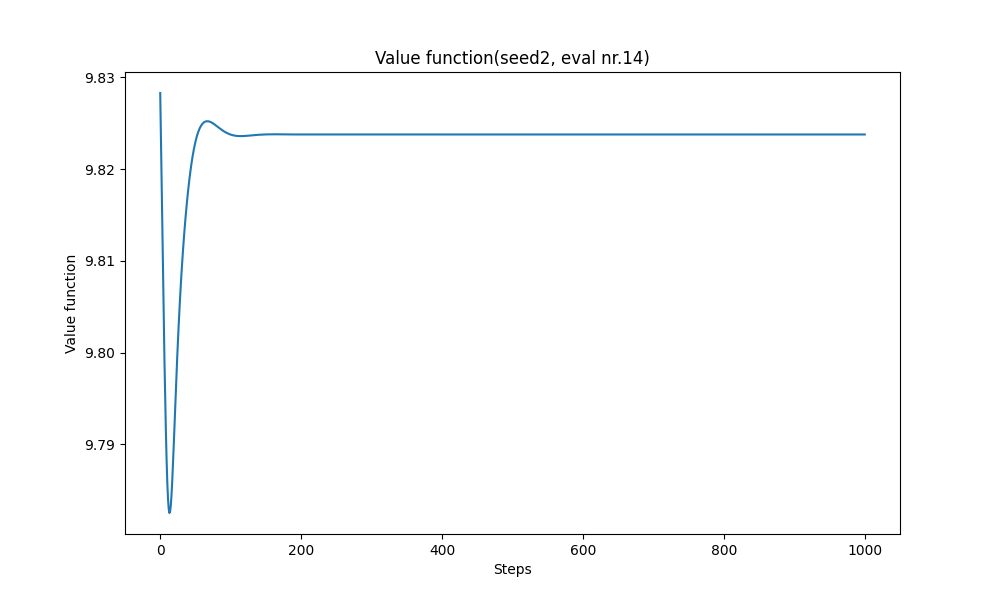 Value function(seed2, eval nr.14)
Value function
9.83
9.82
9.81
9.80
9.79
0 200 400 600 800 1000
Steps